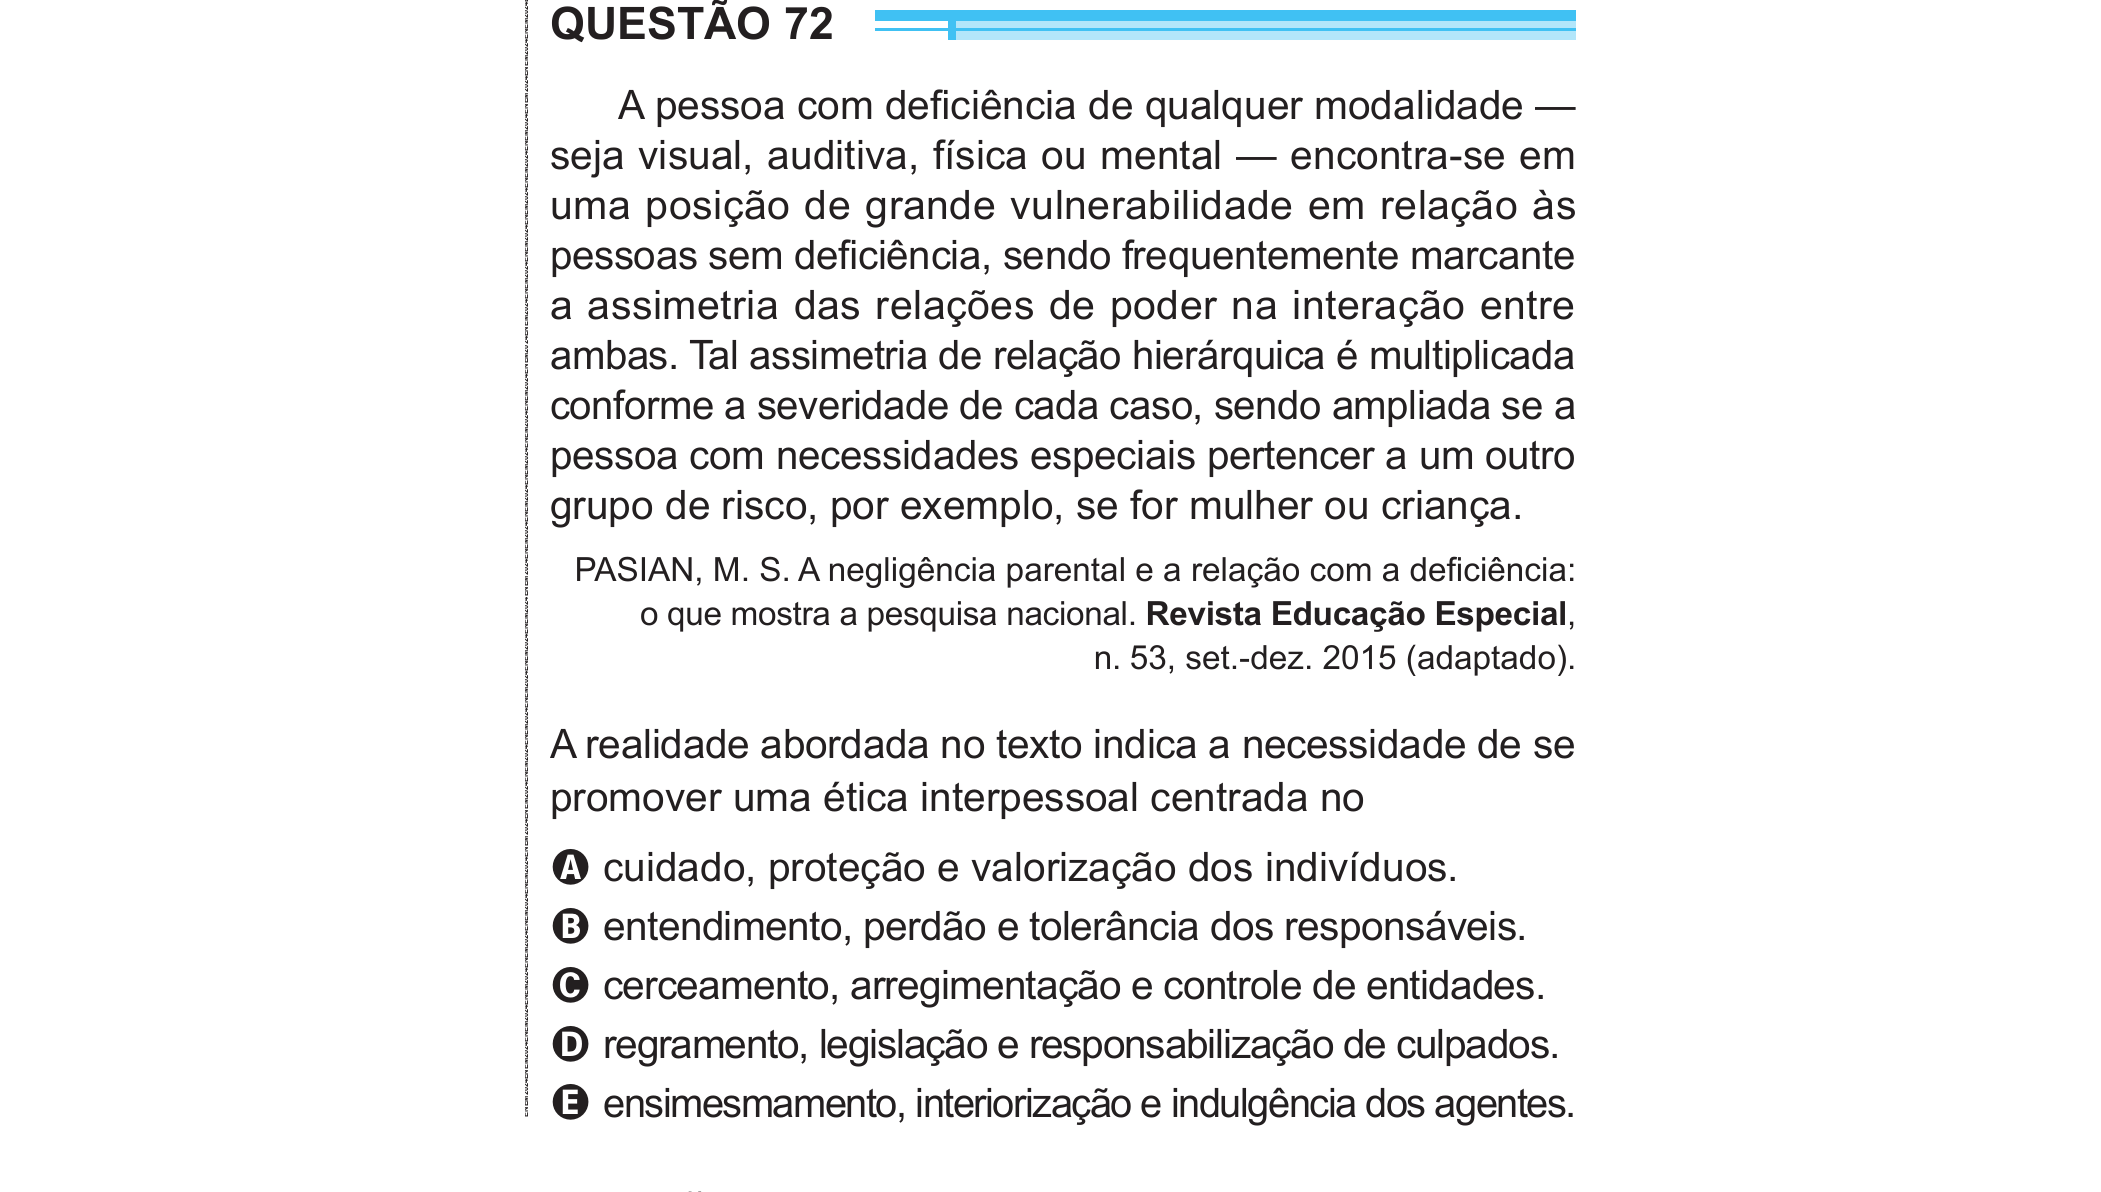 QUESTÃO 72
A pessoa com deficiência de qualquer modalidade —
seja visual, auditiva, física ou mental — encontra-se em
uma posição de grande vulnerabilidade em relação às
pessoas sem deficiência, sendo frequentemente marcante
a assimetria das relações de poder na interação entre
ambas. Tal assimetria de relação hierárquica é multiplicada
conforme a severidade de cada caso, sendo ampliada se a
pessoa com necessidades especiais pertencer a um outro
grupo de risco, por exemplo, se for mulher ou criança.
PASIAN, M. S. A negligência parental e a relação com a deficiência:
o que mostra a pesquisa nacional. Revista Educação Especial,
n. 53, set.-dez. 2015 (adaptado).
A realidade abordada no texto indica a necessidade de se
promover uma ética interpessoal centrada no
A cuidado, proteção e valorização dos indivíduos.
B entendimento, perdão e tolerância dos responsáveis.
C cerceamento, arregimentação e controle de entidades.
D regramento, legislação e responsabilização de culpados.
E ensimesmamento, interiorização e indulgência dos agentes.